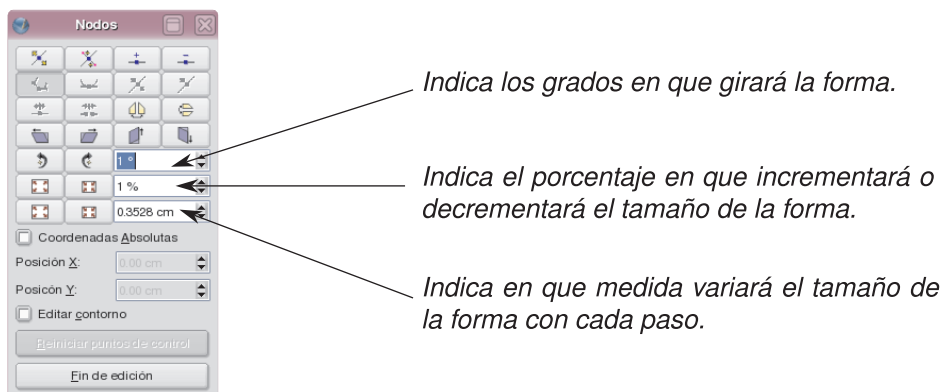 Nodos
Indica los grados en que girará la forma.
1 °
Indica el porcentaje en que incrementará o
decrementará el tamaño de la forma.
1 %
0.3528 cm
Coordenadas Absolutas
Posición X:
0.00 cm
Posicón Y:
0.00 cm
Indica en que medida variará el tamaño de
la forma con cada paso.
Editar contorno
Reiniciar puntos de control
Fin de edición